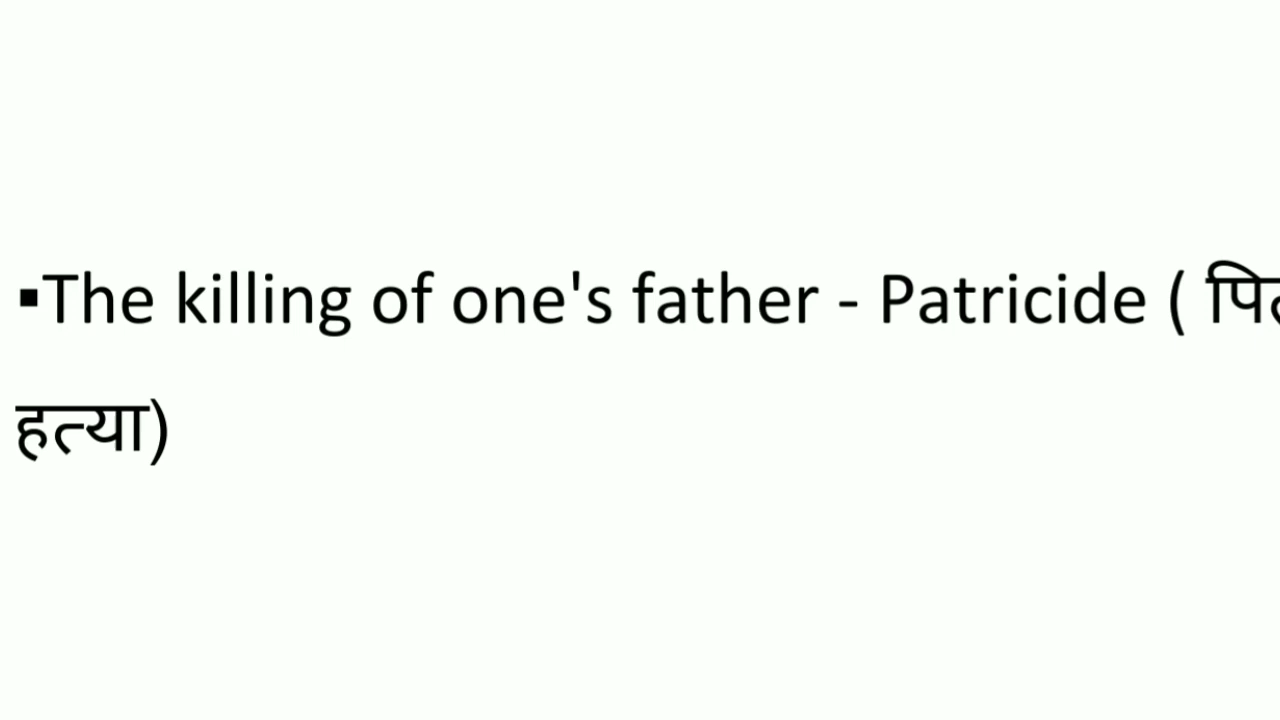 ▪The killing of one's father - Patricide (
हत्या)